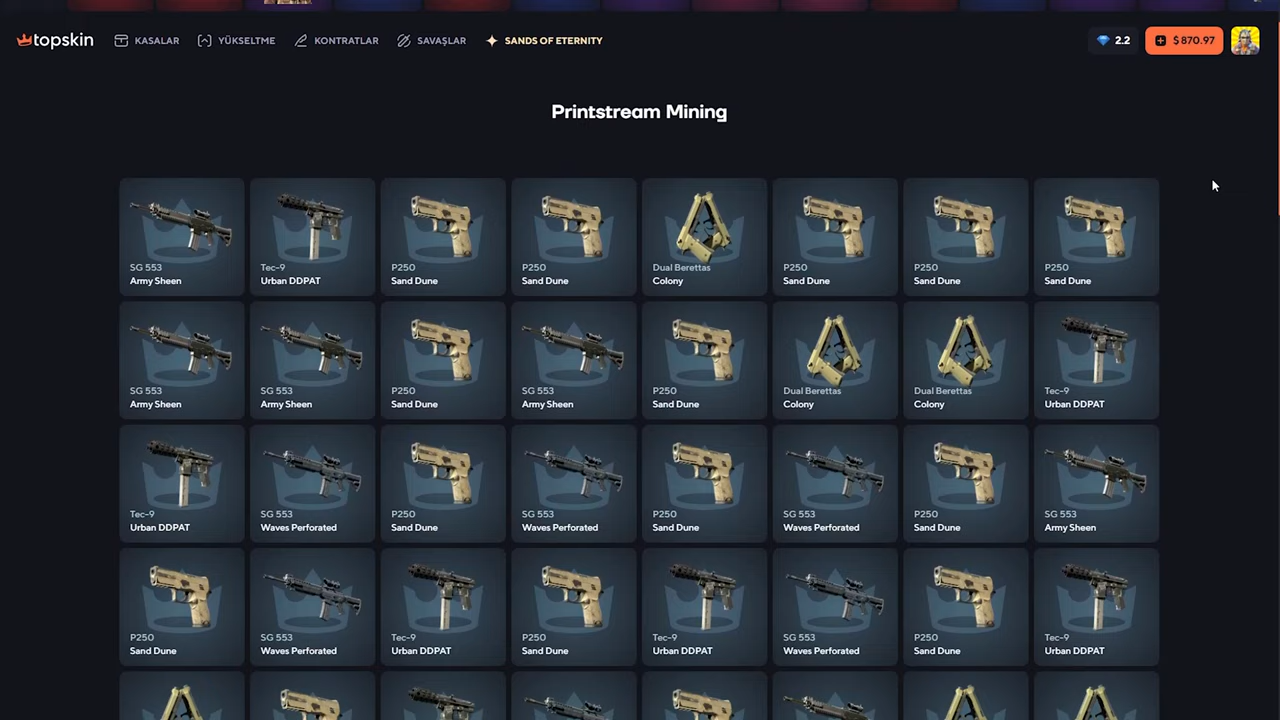 topskin KASALAR YÜKSELTME KONTRATLAR SAVAŞLAR SANDS OF ETERNITY 2.2 $ 870.97
Printstream Mining
SG 553 Tec-9 P250 P250 Dual Berettas P250 P250 P250
Army Sheen Urban DDPAT Sand Dune Sand Dune Colony Sand Dune Sand Dune Sand Dune
SG 553 SG 553 P250 SG 553 P250 Dual Berettas Dual Berettas Tec-9
Army Sheen Army Sheen Sand Dune Army Sheen Sand Dune Colony Colony Urban DDPAT
Tec-9 SG 553 P250 SG 553 P250 SG 553 P250 SG 553
Urban DDPAT Waves Perforated Sand Dune Waves Perforated Sand Dune Waves Perforated Sand Dune Army Sheen
P250 SG 553 Tec-9 P250 Tec-9 SG 553 P250 Tec-9
Sand Dune Waves Perforated Urban DDPAT Sand Dune Urban DDPAT Waves Perforated Sand Dune Urban DDPAT